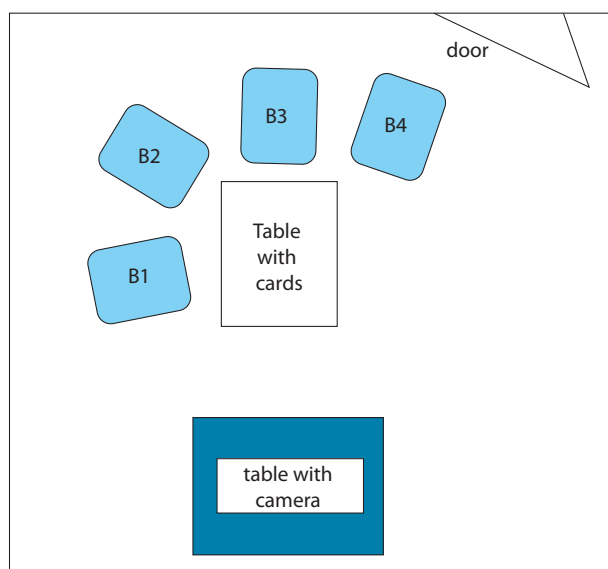 door
B3
B4
B2
Table
with
cards
B1
table with
camera